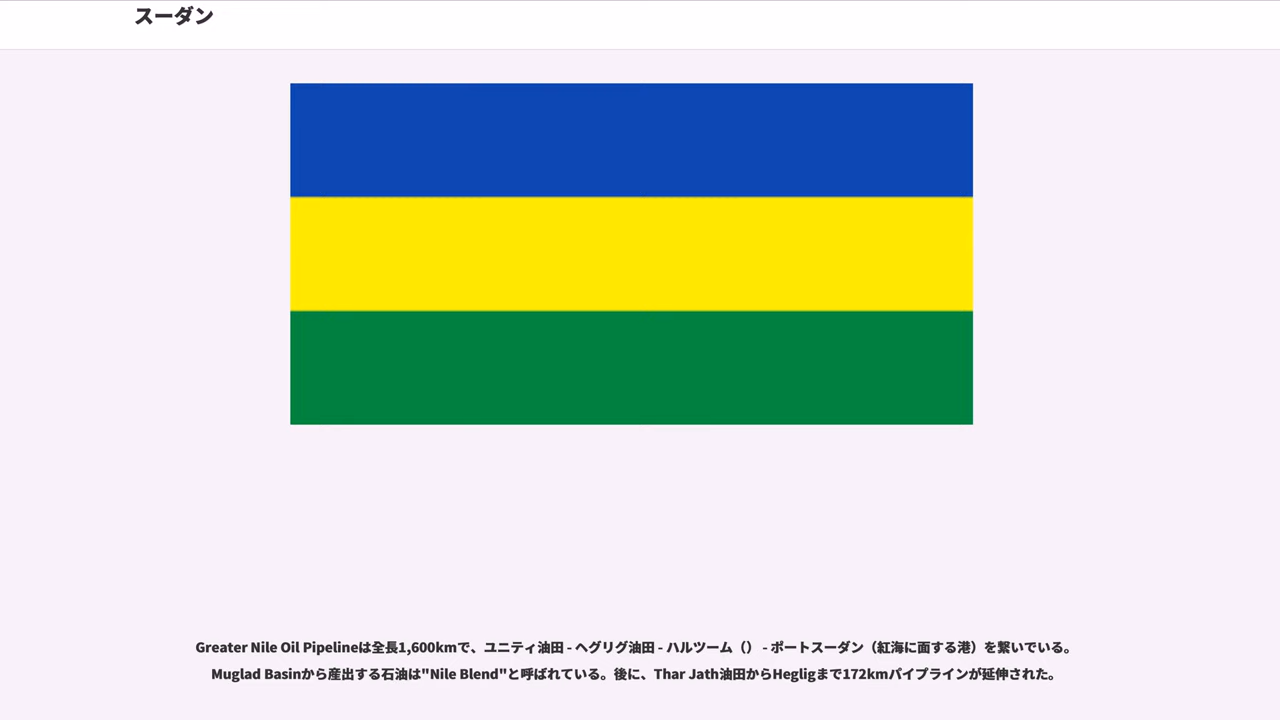 スーダン
Greater Nile Oil Pipelineは全長1,600kmで、ユニティ油田 - ヘグリグ油田 - ハルツーム（） - ポートスーダン（紅海に面する港）を繋いでいる。
Muglad Basinから産出する石油は"Nile Blend"と呼ばれている。後に、Thar Jath油田からHegligまで172kmパイプラインが延伸された。